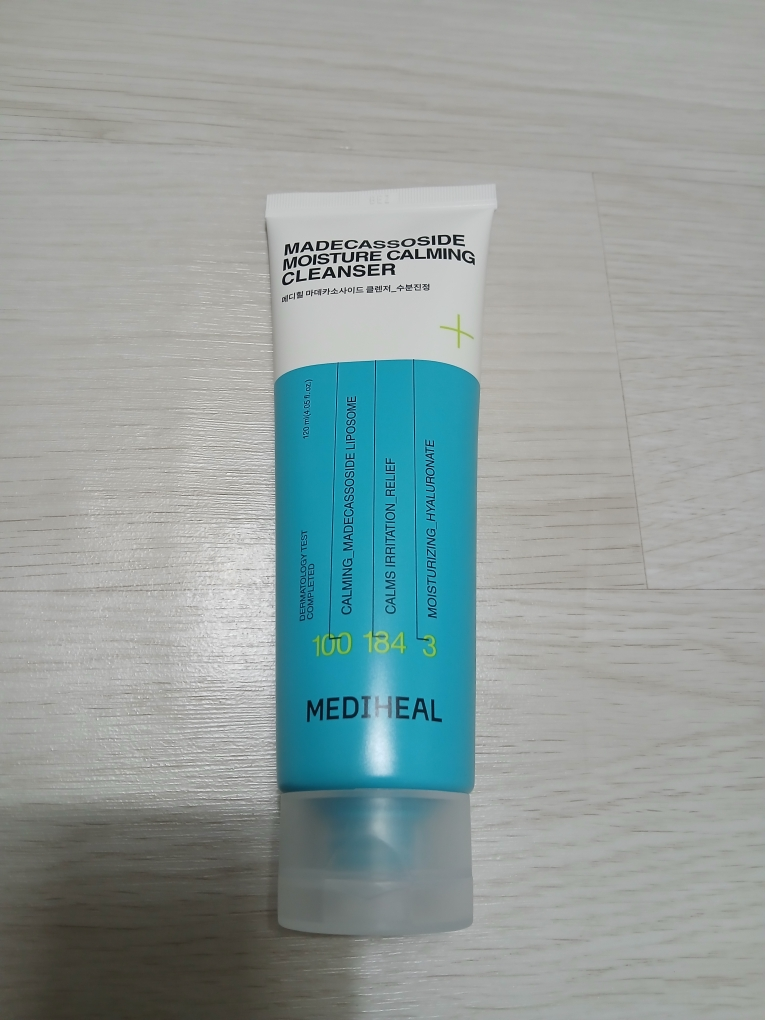 MADECASSOSIDE
MOISTURE CALMING
CLEANSER
메디힐 마데카소사이드 클렌저_수분진정
120 ml(4.05 fl. oz)
DERMATOLOGY TEST
COMPLETED
CALMING_MADECASSOSIDE LIPOSOME
CALMS IRRITATION_RELIEF
MOISTURIZING_HYALURONATE
100 184 3
MEDIHEAL